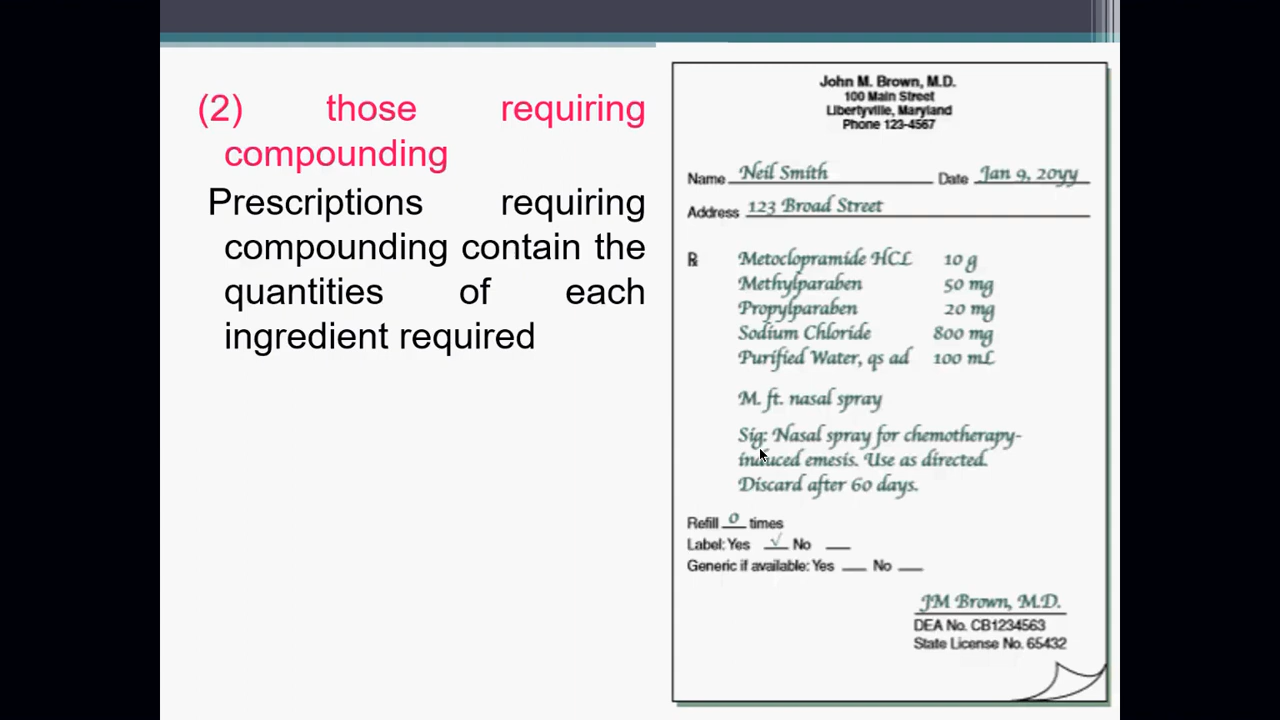 (2) those requiring
compounding
Prescriptions requiring
compounding contain the
quantities of each
ingredient required
John M. Brown, M.D.
100 Main Street
Libertyville, Maryland
Phone 123-4567
Name Neil Smith Date Jan 9, 20yy
Address 123 Broad Street
℞ Metoclopramide HCL 10 g
Methylparaben 50 mg
Propylparaben 20 mg
Sodium Chloride 800 mg
Purified Water, qs ad 100 mL
M. ft. nasal spray
Sig: Nasal spray for chemotherapy-
induced emesis. Use as directed.
Discard after 60 days.
Refill 0 times
Label: Yes √ No
Generic if available: Yes No
JM Brown, M.D.
DEA No. CB1234563
State License No. 65432